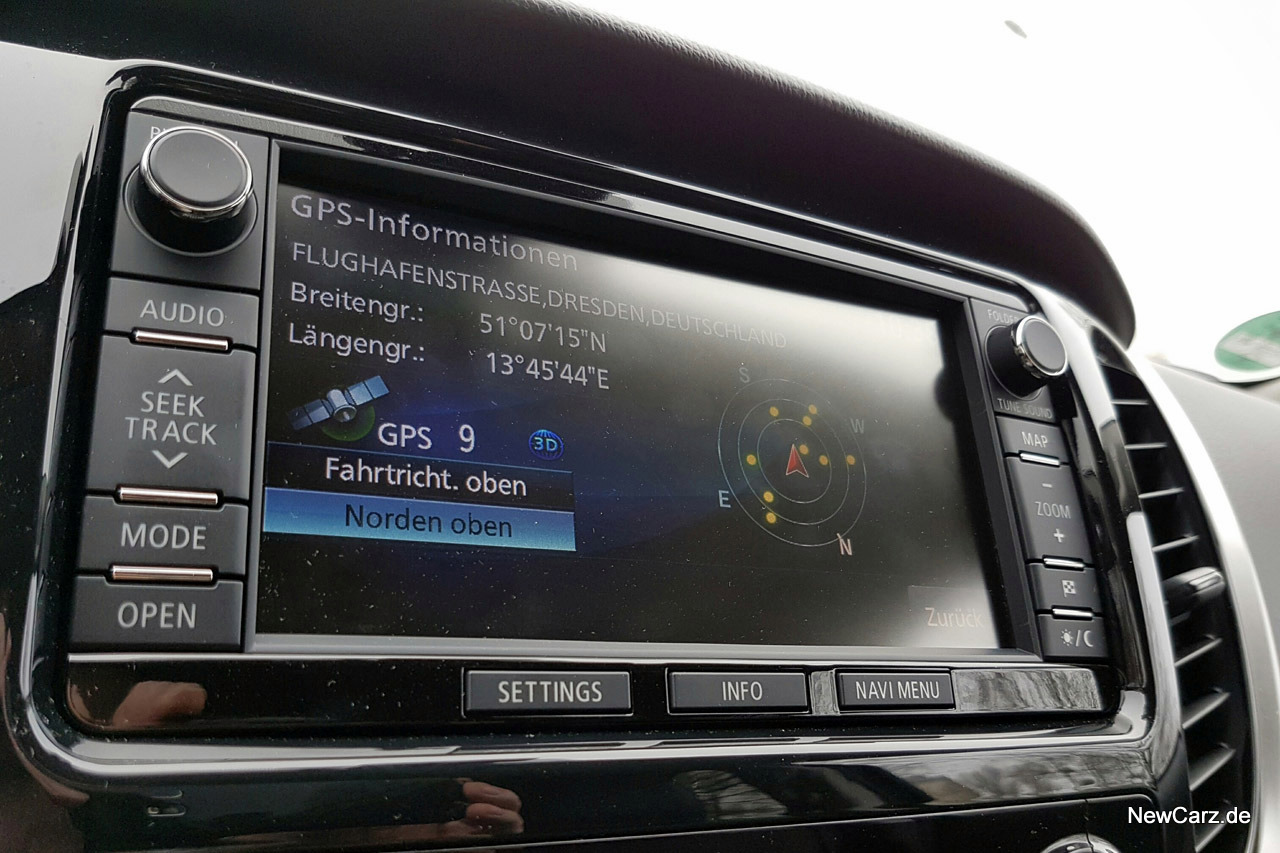 GPS-Informationen
FLUGHAFENSTRASSE,DRESDEN,DEUTSCHLAND
Breitengr.: 51°07'15"N
Längengr.: 13°45'44"E
GPS 9 3D
Fahrtricht. oben
Norden oben
S
W
E
N
Zurück
AUDIO
SEEK
TRACK
MODE
OPEN
TUNE SOUND
MAP
-
ZOOM
+
SETTINGS
INFO
NAVI MENU
NewCarz.de